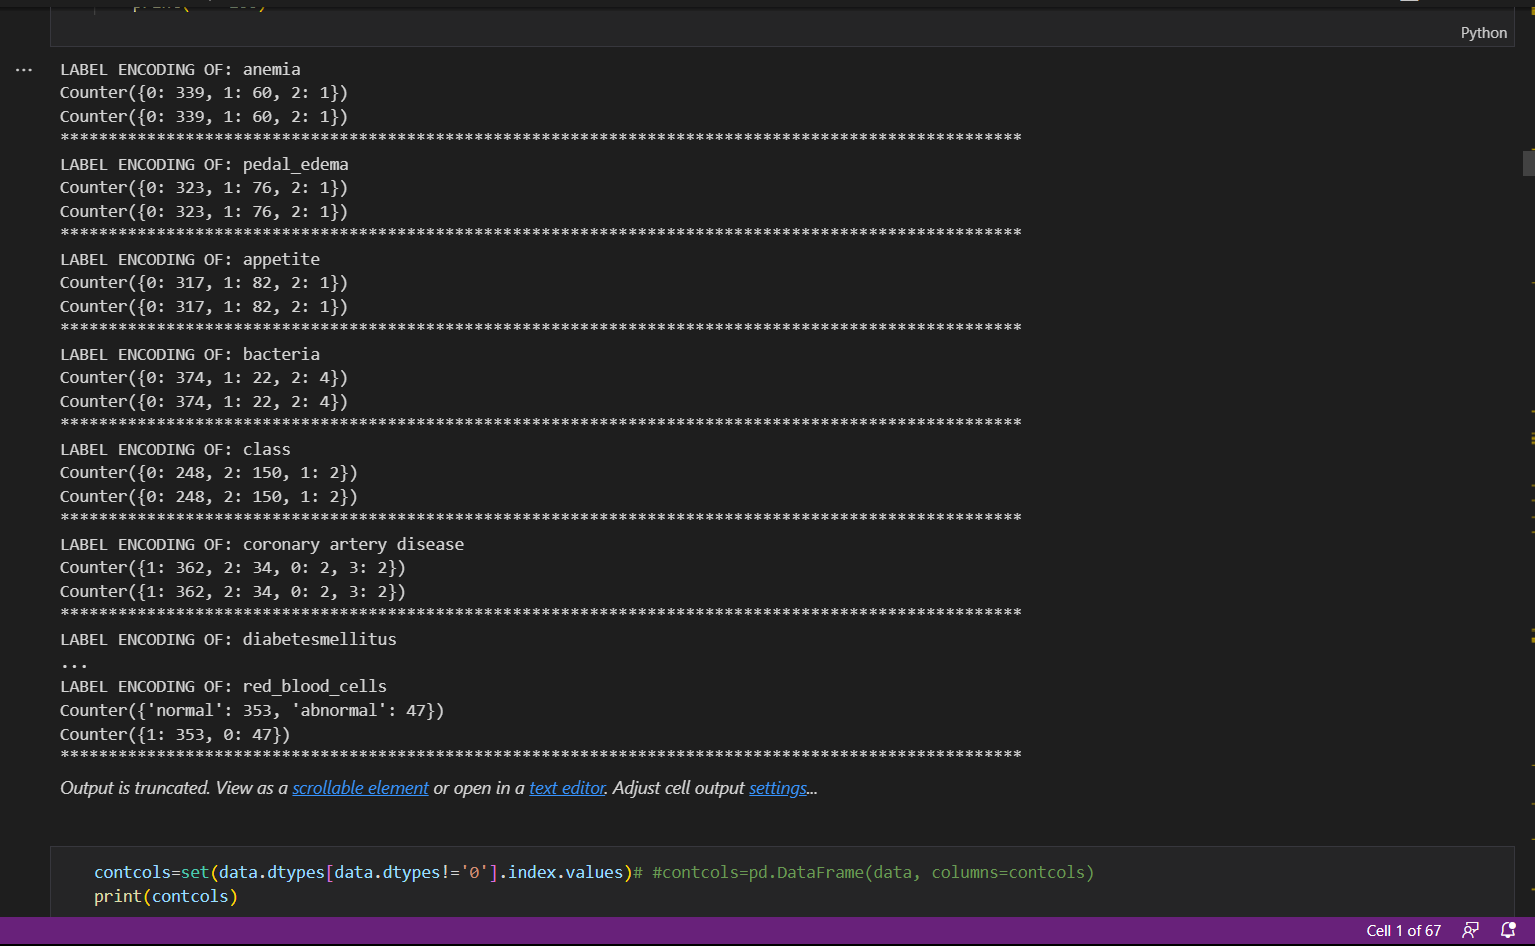 Python
LABEL ENCODING OF: anemia
Counter({0: 339, 1: 60, 2: 1})
Counter({0: 339, 1: 60, 2: 1})
****************************************************************************************************
LABEL ENCODING OF: pedal_edema
Counter({0: 323, 1: 76, 2: 1})
Counter({0: 323, 1: 76, 2: 1})
****************************************************************************************************
LABEL ENCODING OF: appetite
Counter({0: 317, 1: 82, 2: 1})
Counter({0: 317, 1: 82, 2: 1})
****************************************************************************************************
LABEL ENCODING OF: bacteria
Counter({0: 374, 1: 22, 2: 4})
Counter({0: 374, 1: 22, 2: 4})
****************************************************************************************************
LABEL ENCODING OF: class
Counter({0: 248, 2: 150, 1: 2})
Counter({0: 248, 2: 150, 1: 2})
****************************************************************************************************
LABEL ENCODING OF: coronary artery disease
Counter({1: 362, 2: 34, 0: 2, 3: 2})
Counter({1: 362, 2: 34, 0: 2, 3: 2})
****************************************************************************************************
LABEL ENCODING OF: diabetesmellitus
...
LABEL ENCODING OF: red_blood_cells
Counter({'normal': 353, 'abnormal': 47})
Counter({1: 353, 0: 47})
****************************************************************************************************
Output is truncated. View as a scrollable element or open in a text editor. Adjust cell output settings...
contcols=set(data.dtypes[data.dtypes!='0'].index.values)# #contcols=pd.DataFrame(data, columns=contcols)
print(contcols)
Cell 1 of 67